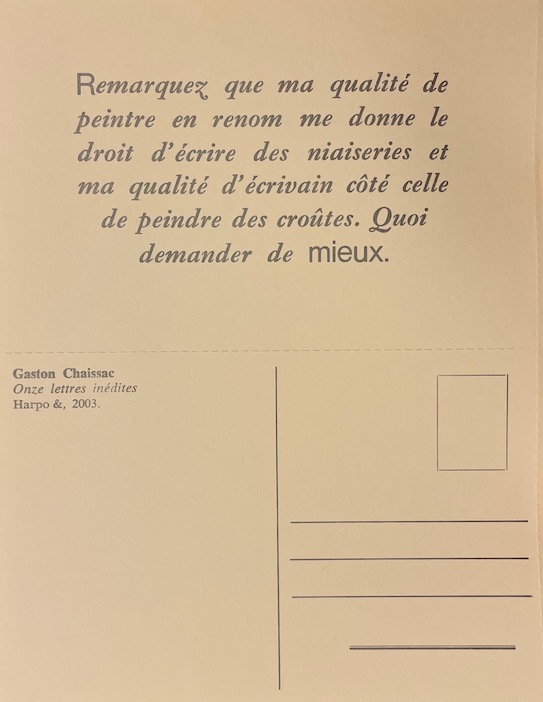 Remarquez que ma qualité de
peintre en renom me donne le
droit d'écrire des niaiseries et
ma qualité d'écrivain côté celle
de peindre des croûtes. Quoi
demander de mieux.
Gaston Chaissac
Onze lettres inédites
Harpo &, 2003.